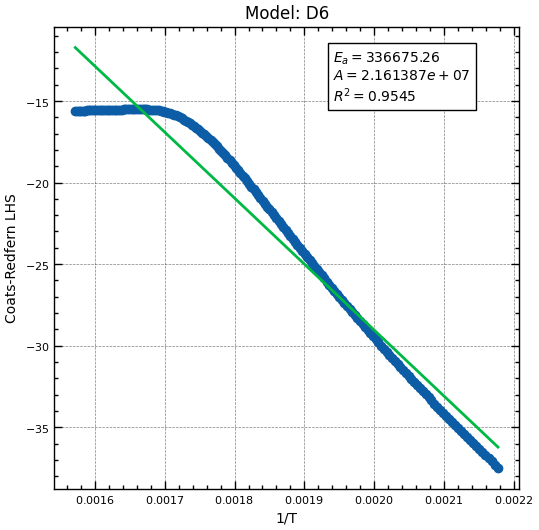 Model: D6
E_a = 336675.26
A = 2.161387e + 07
R² = 0.9545
Coats-Redfern LHS
−15
−20
−25
−30
−35
0.0016 0.0017 0.0018 0.0019 0.0020 0.0021 0.0022
1/T